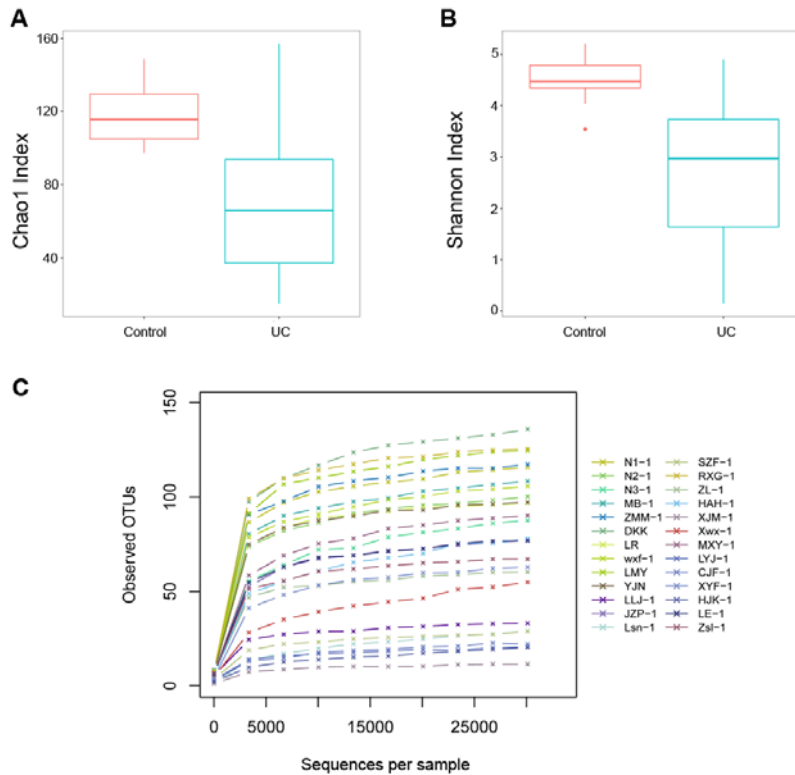 A
160
120
80
40
Chao1 Index
Control
UC
B
5
4
3
2
1
0
Shannon Index
Control
UC
C
150
100
50
0
Observed OTUs
0
5000
15000
25000
Sequences per sample
N1-1
N2-1
N3-1
MB-1
ZMM-1
DKK
LR
wxf-1
LMY
YJN
LLJ-1
JZP-1
Lsn-1
SZF-1
RXG-1
ZL-1
HAH-1
XJM-1
Xwx-1
MXY-1
LYJ-1
CJF-1
XYF-1
HJK-1
LE-1
Zsl-1